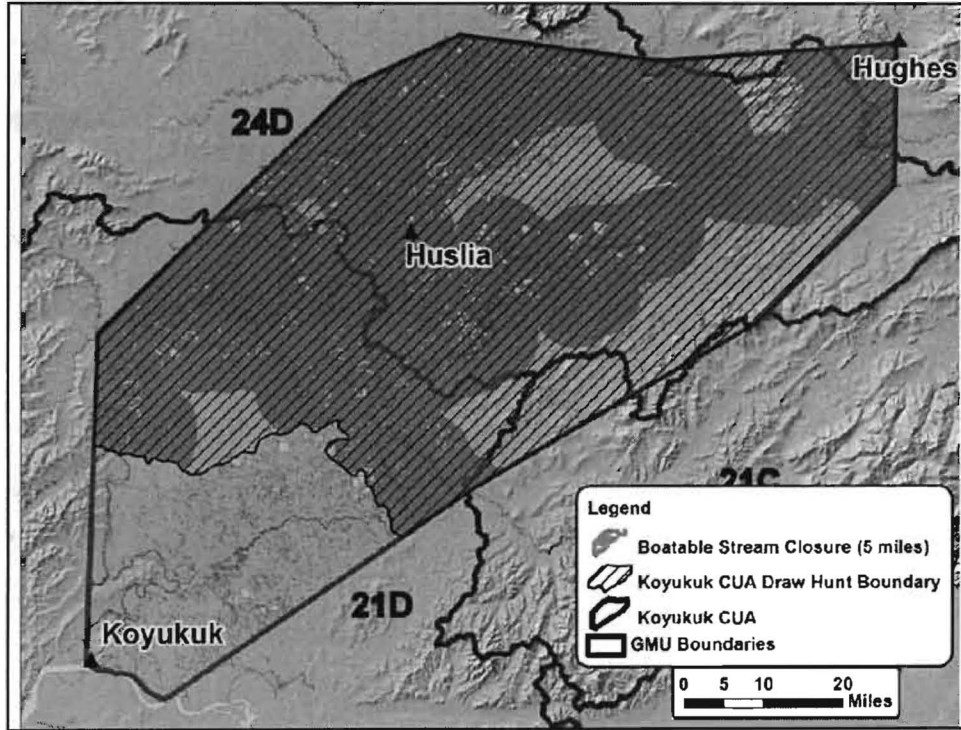 Hughes
24D
Huslia
21C
Legend
Boatable Stream Closure (5 miles)
Koyukuk CUA Draw Hunt Boundary
Koyukuk CUA
GMU Boundaries
21D
Koyukuk
0 5 10 20
Miles